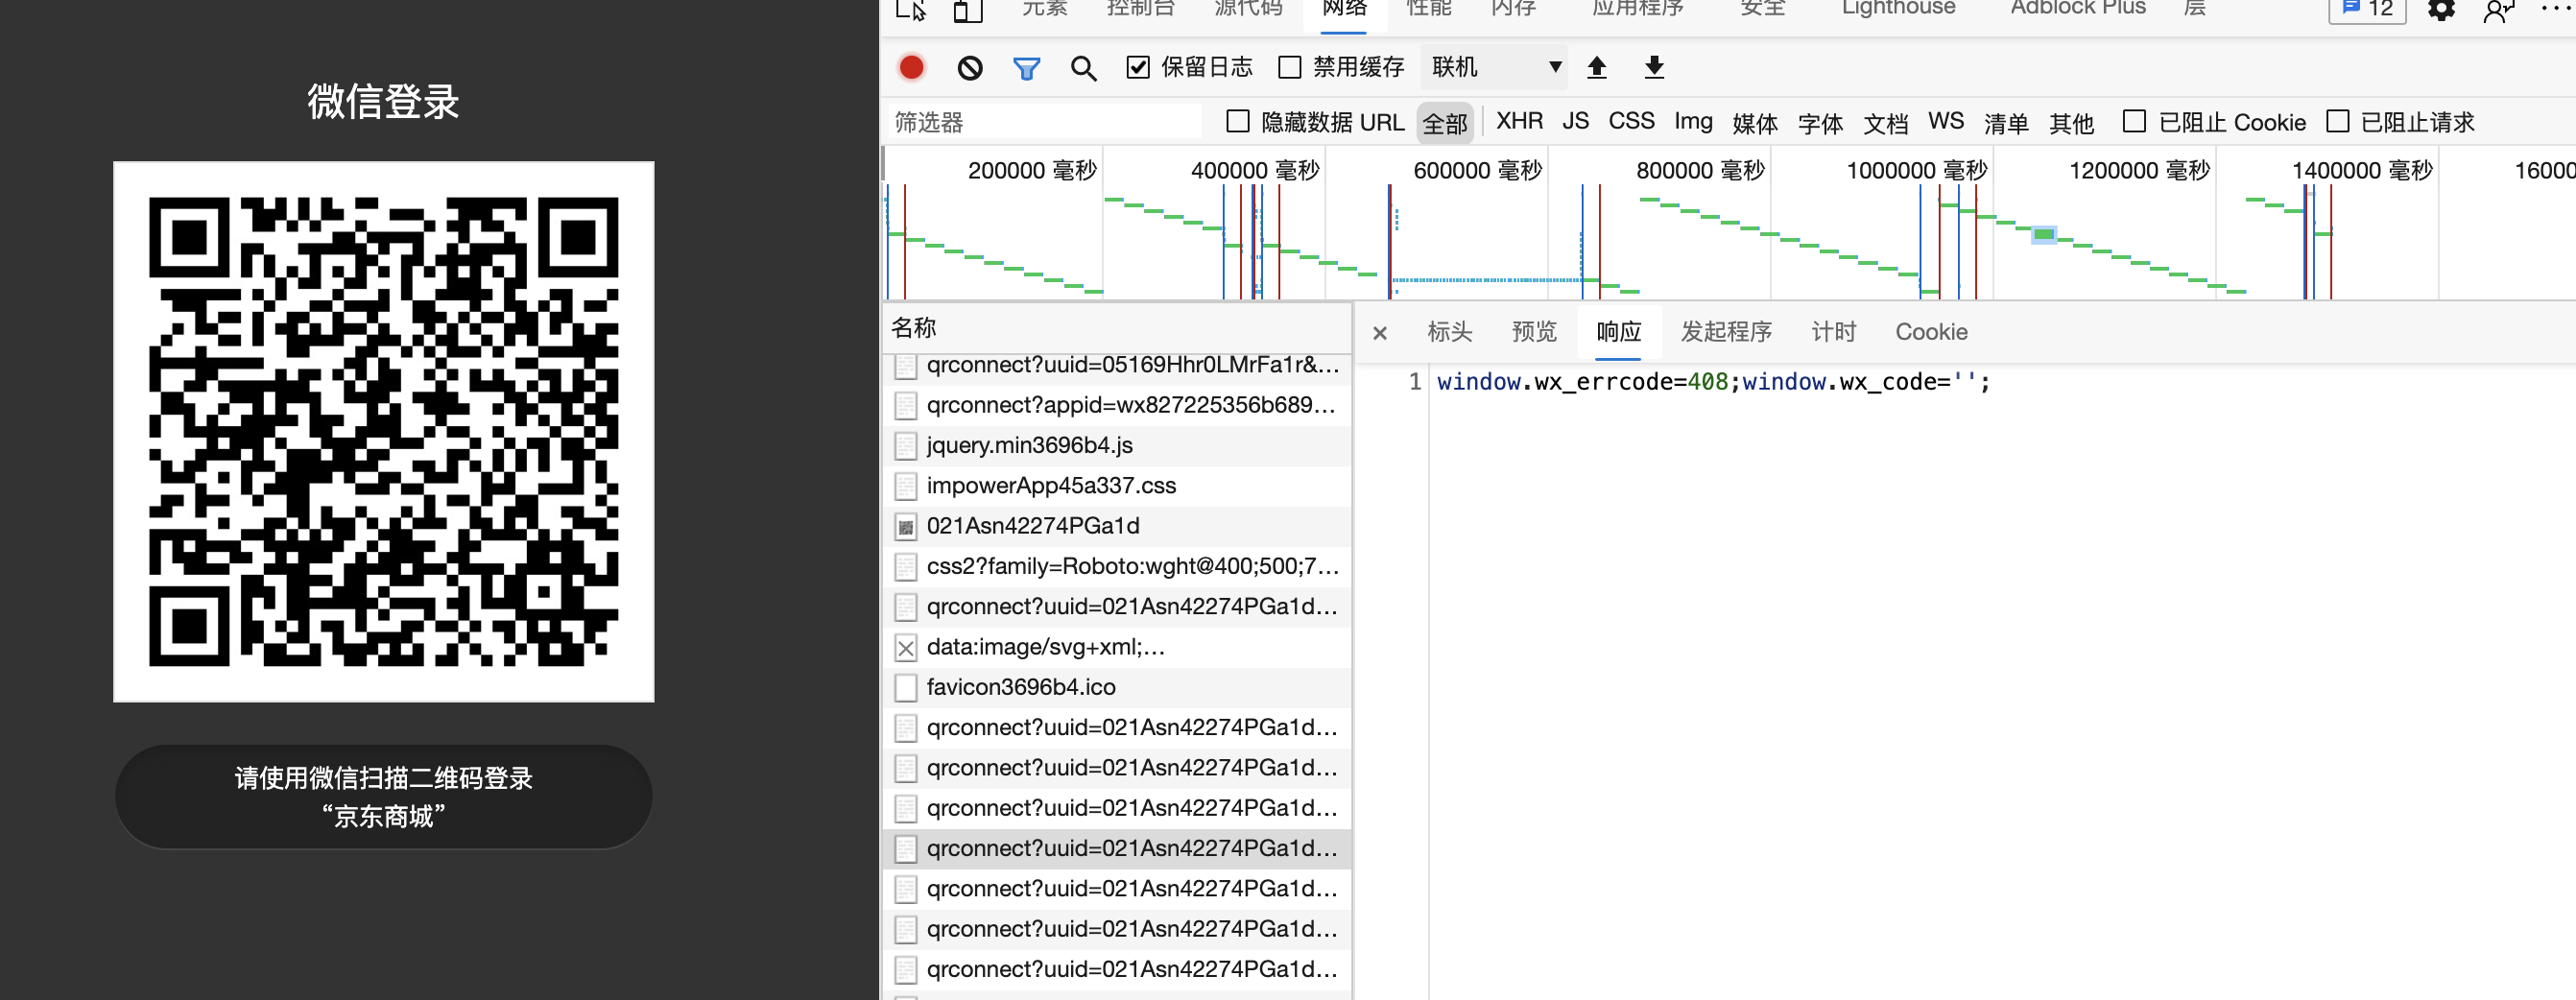 微信登录
请使用微信扫描二维码登录
“京东商城”
元素 控制台 源代码 网络 性能 内存 应用程序 安全 Lighthouse Adblock Plus 层 12
保留日志 禁用缓存 联机
筛选器 隐藏数据 URL 全部 XHR JS CSS Img 媒体 字体 文档 WS 清单 其他 已阻止 Cookie 已阻止请求
200000 毫秒 400000 毫秒 600000 毫秒 800000 毫秒 1000000 毫秒 1200000 毫秒 1400000 毫秒 16000
名称
qrconnect?uuid=05169Hhr0LMrFa1r&...
qrconnect?appid=wx827225356b689...
jquery.min3696b4.js
impowerApp45a337.css
021Asn42274PGa1d
css2?family=Roboto:wght@400;500;7...
qrconnect?uuid=021Asn42274PGa1d...
data:image/svg+xml;...
favicon3696b4.ico
qrconnect?uuid=021Asn42274PGa1d...
qrconnect?uuid=021Asn42274PGa1d...
qrconnect?uuid=021Asn42274PGa1d...
qrconnect?uuid=021Asn42274PGa1d...
qrconnect?uuid=021Asn42274PGa1d...
qrconnect?uuid=021Asn42274PGa1d...
qrconnect?uuid=021Asn42274PGa1d...
标头 预览 响应 发起程序 计时 Cookie
1 window.wx_errcode=408;window.wx_code='';